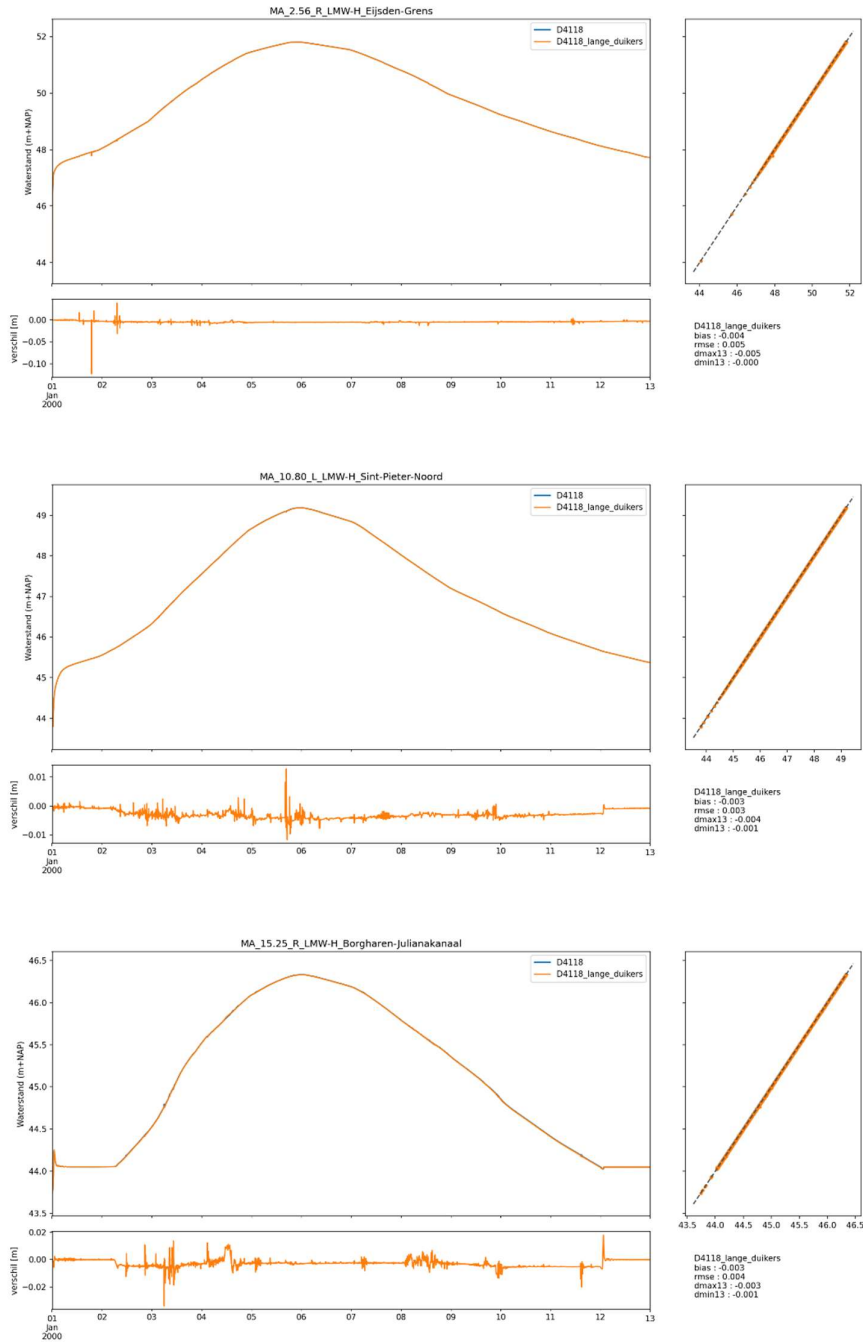 MA_2.56_R_LMW-H_Eijsden-Grens
D4118
D4118_lange_duikers
Waterstand (m+NAP)
52
50
48
46
44
44 46 48 50 52
verschil [m]
0.00
−0.05
−0.10
01 02 03 04 05 06 07 08 09 10 11 12 13
Jan
2000
D4118_lange_duikers
bias : -0.004
rmse : 0.005
dmax13 : -0.005
dmin13 : -0.000
MA_10.80_L_LMW-H_Sint-Pieter-Noord
D4118
D4118_lange_duikers
Waterstand (m+NAP)
49
48
47
46
45
44
44 45 46 47 48 49
verschil [m]
0.01
0.00
−0.01
01 02 03 04 05 06 07 08 09 10 11 12 13
Jan
2000
D4118_lange_duikers
bias : -0.003
rmse : 0.003
dmax13 : -0.004
dmin13 : -0.001
MA_15.25_R_LMW-H_Borgharen-Julianakanaal
D4118
D4118_lange_duikers
Waterstand (m+NAP)
46.5
46.0
45.5
45.0
44.5
44.0
43.5
43.5 44.0 44.5 45.0 45.5 46.0 46.5
verschil [m]
0.02
0.00
−0.02
01 02 03 04 05 06 07 08 09 10 11 12 13
Jan
2000
D4118_lange_duikers
bias : -0.003
rmse : 0.004
dmax13 : -0.003
dmin13 : -0.001